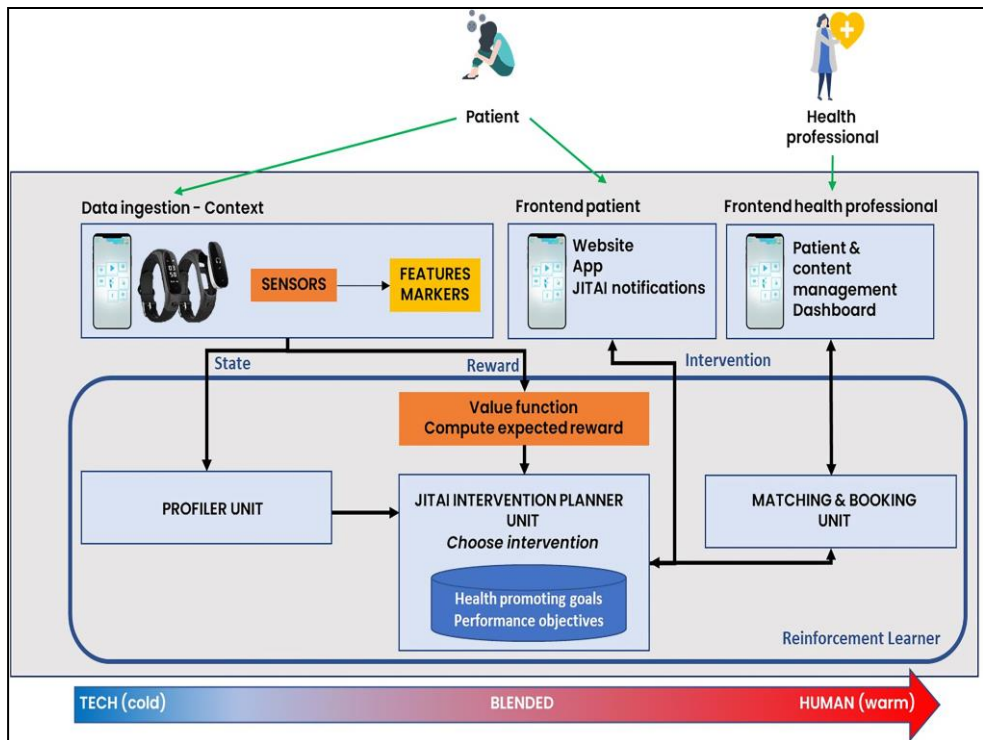 Patient
Health
professional
Data ingestion - Context
SENSORS
FEATURES
MARKERS
Frontend patient
Website
App
JITAI notifications
Frontend health professional
Patient &
content
management
Dashboard
State
Reward
Intervention
Value function
Compute expected reward
PROFILER UNIT
JITAI INTERVENTION PLANNER
UNIT
Choose intervention
Health promoting goals
Performance objectives
MATCHING & BOOKING
UNIT
Reinforcement Learner
TECH (cold)
BLENDED
HUMAN (warm)